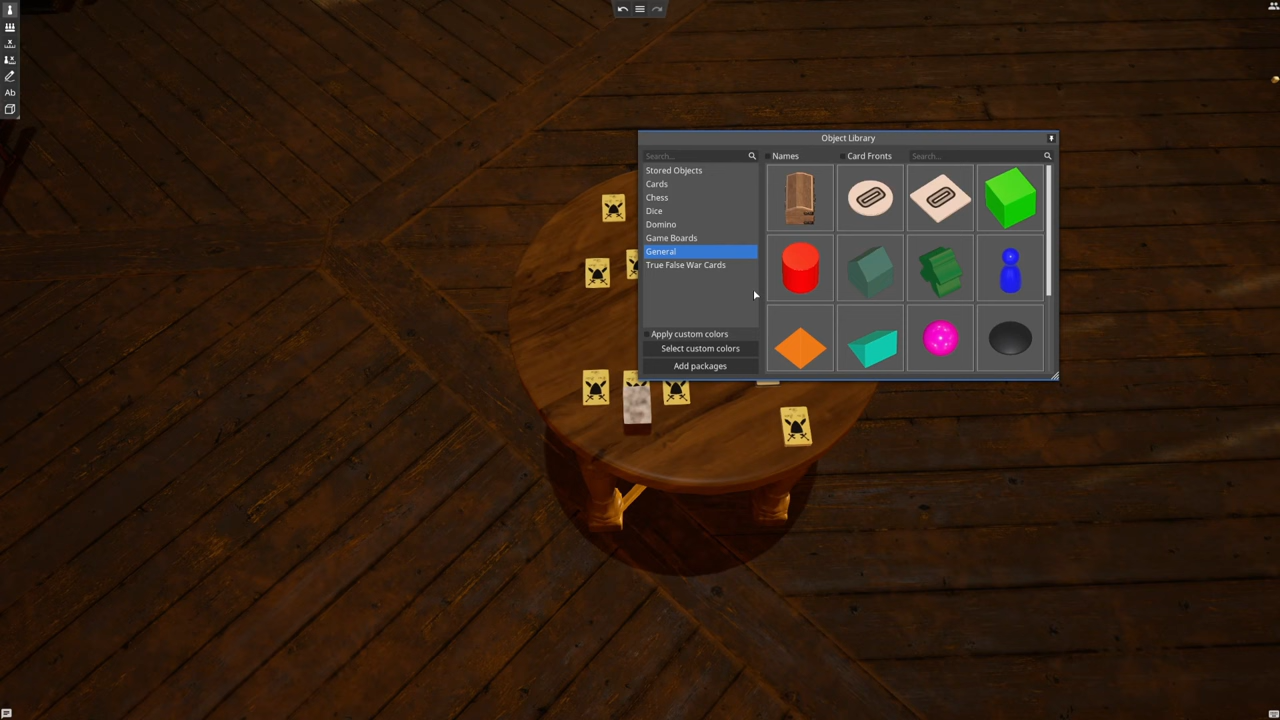 Object Library
Search...
Names
Card Fronts
Search...
Stored Objects
Cards
Chess
Dice
Domino
Game Boards
General
True False War Cards
Apply custom colors
Select custom colors
Add packages
x
x
Ab